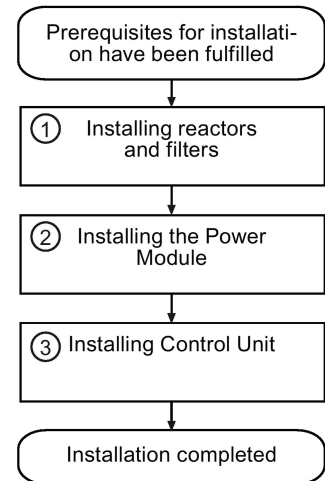 Prerequisites for installati-
on have been fulfilled
1 Installing reactors
and filters
2 Installing the Power
Module
3 Installing Control Unit
Installation completed